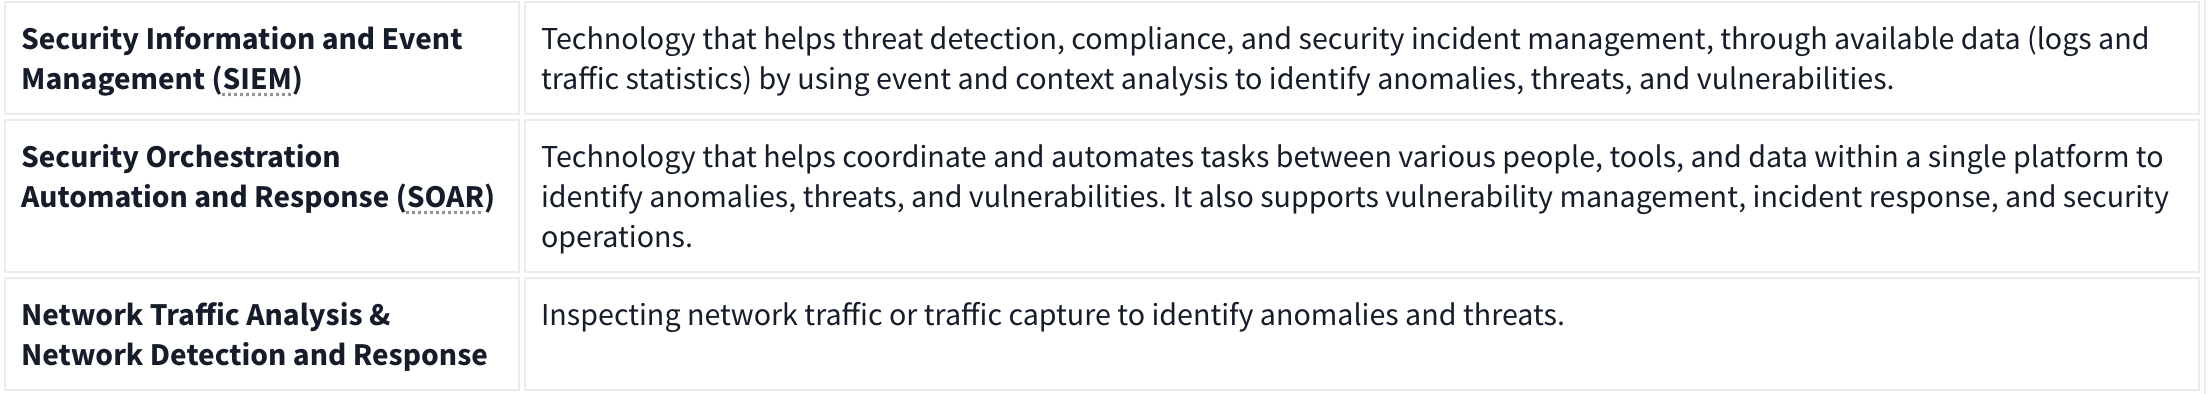 Security Information and Event
Management (SIEM)
Technology that helps threat detection, compliance, and security incident management, through available data (logs and
traffic statistics) by using event and context analysis to identify anomalies, threats, and vulnerabilities.
Security Orchestration
Automation and Response (SOAR)
Technology that helps coordinate and automates tasks between various people, tools, and data within a single platform to
identify anomalies, threats, and vulnerabilities. It also supports vulnerability management, incident response, and security
operations.
Network Traffic Analysis &
Network Detection and Response
Inspecting network traffic or traffic capture to identify anomalies and threats.